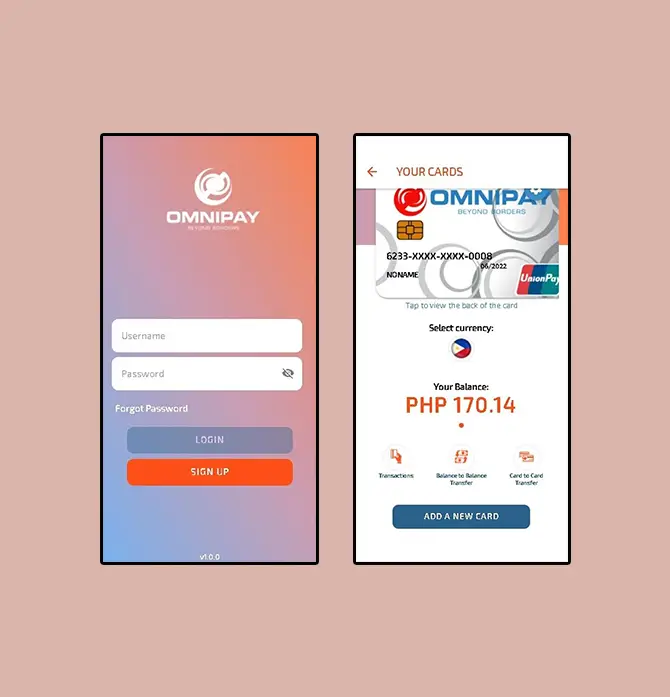 OMNIPAY
BEYOND BORDERS
Username
Password
Forgot Password
LOGIN
SIGN UP
v1.0.0
YOUR CARDS
OMNIPAY
BEYOND BORDERS
6233-XXXX-XXXX-0008
06/2022
NONAME
UnionPay
Tap to view the back of the card
Select currency:
Your Balance:
PHP 170.14
Transactions
Balance to Balance
Transfer
Card to Card
Transfer
ADD A NEW CARD